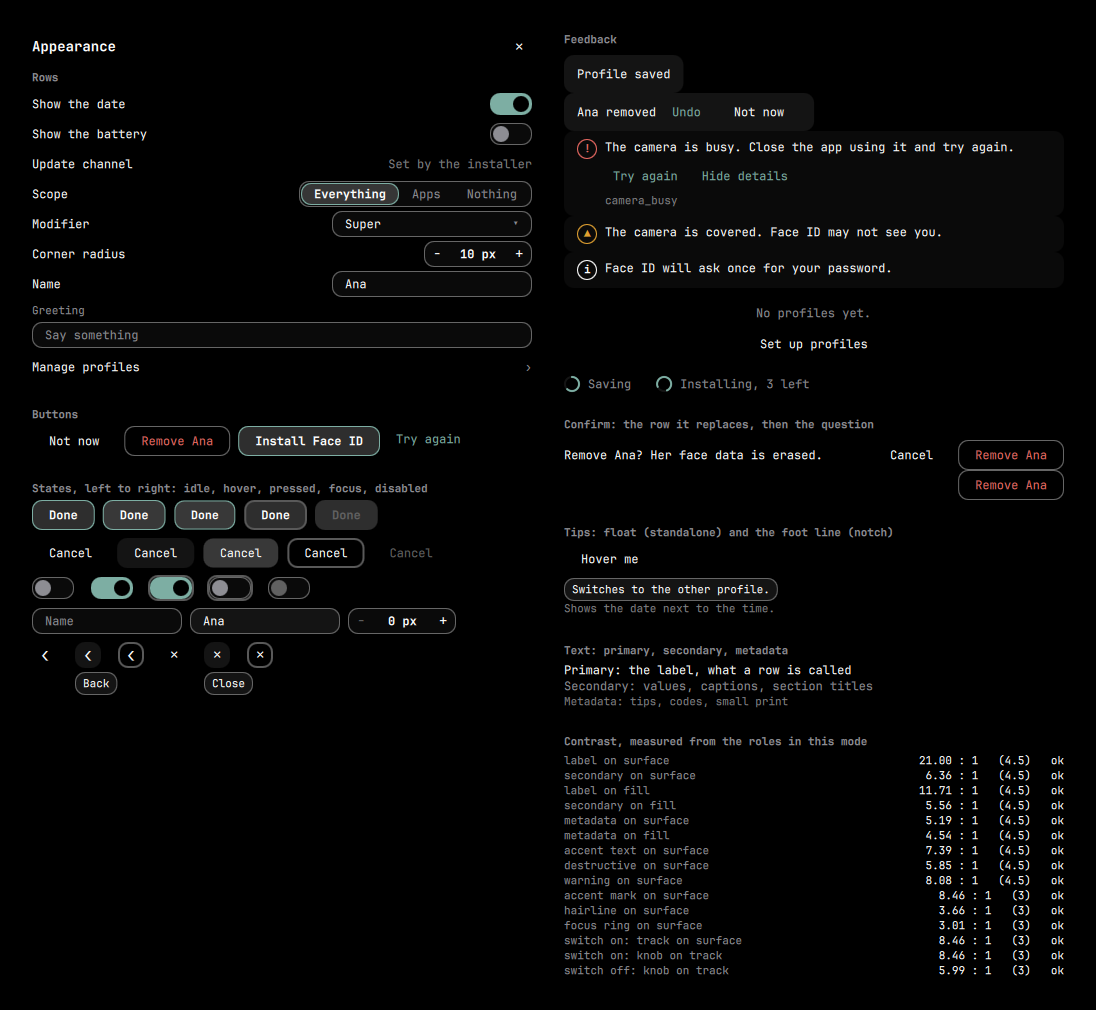 Appearance ×
Rows
Show the date
Show the battery
Update channel Set by the installer
Scope Everything Apps Nothing
Modifier Super ▾
Corner radius - 10 px +
Name Ana
Greeting
Say something
Manage profiles ›
Buttons
Not now Remove Ana Install Face ID Try again
States, left to right: idle, hover, pressed, focus, disabled
Done Done Done Done Done
Cancel Cancel Cancel Cancel Cancel
Name Ana - 0 px +
‹ ‹ ‹ × × ×
Back Close
Feedback
Profile saved
Ana removed Undo Not now
! The camera is busy. Close the app using it and try again.
Try again Hide details
camera_busy
▲ The camera is covered. Face ID may not see you.
i Face ID will ask once for your password.
No profiles yet.
Set up profiles
Saving Installing, 3 left
Confirm: the row it replaces, then the question
Remove Ana? Her face data is erased. Cancel Remove Ana
Remove Ana
Tips: float (standalone) and the foot line (notch)
Hover me
Switches to the other profile.
Shows the date next to the time.
Text: primary, secondary, metadata
Primary: the label, what a row is called
Secondary: values, captions, section titles
Metadata: tips, codes, small print
Contrast, measured from the roles in this mode
label on surface 21.00 : 1 (4.5) ok
secondary on surface 6.36 : 1 (4.5) ok
label on fill 11.71 : 1 (4.5) ok
secondary on fill 5.56 : 1 (4.5) ok
metadata on surface 5.19 : 1 (4.5) ok
metadata on fill 4.54 : 1 (4.5) ok
accent text on surface 7.39 : 1 (4.5) ok
destructive on surface 5.85 : 1 (4.5) ok
warning on surface 8.08 : 1 (4.5) ok
accent mark on surface 8.46 : 1 (3) ok
hairline on surface 3.66 : 1 (3) ok
focus ring on surface 3.01 : 1 (3) ok
switch on: track on surface 8.46 : 1 (3) ok
switch on: knob on track 8.46 : 1 (3) ok
switch off: knob on track 5.99 : 1 (3) ok